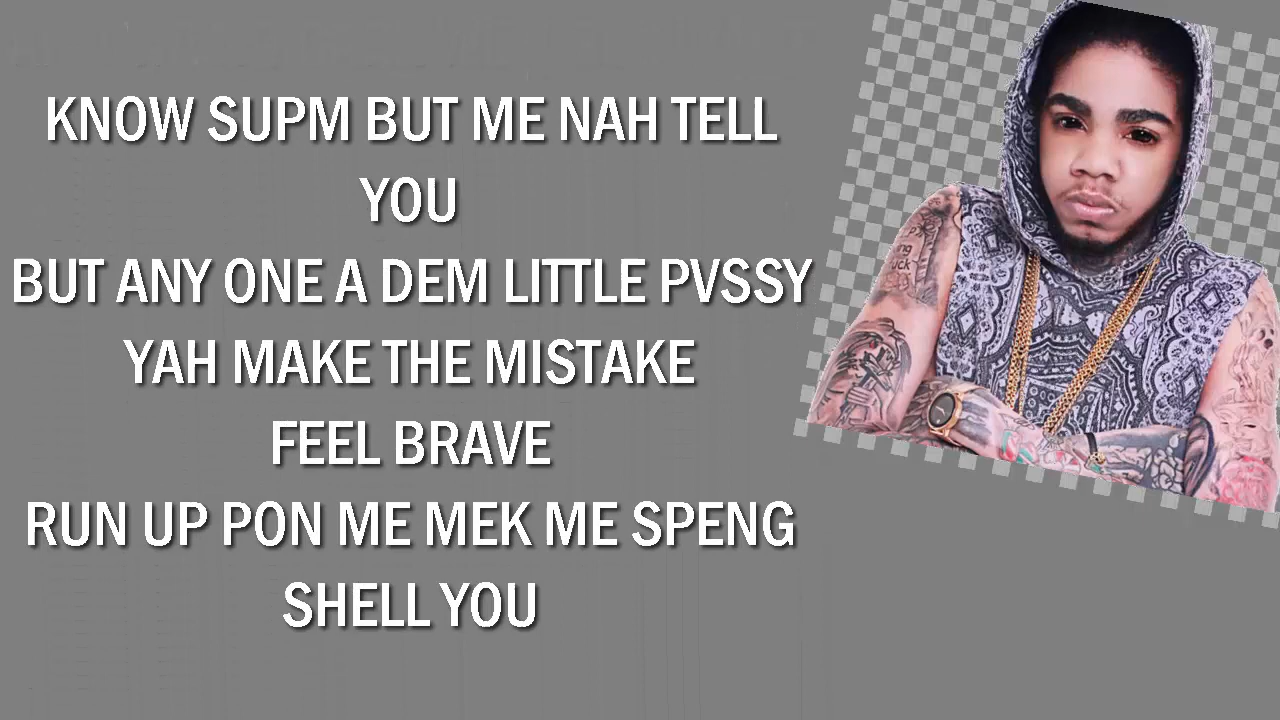 KNOW SUPM BUT ME NAH TELL
YOU
BUT ANY ONE A DEM LITTLE PVSSY
YAH MAKE THE MISTAKE
FEEL BRAVE
RUN UP PON ME MEK ME SPENG
SHELL YOU